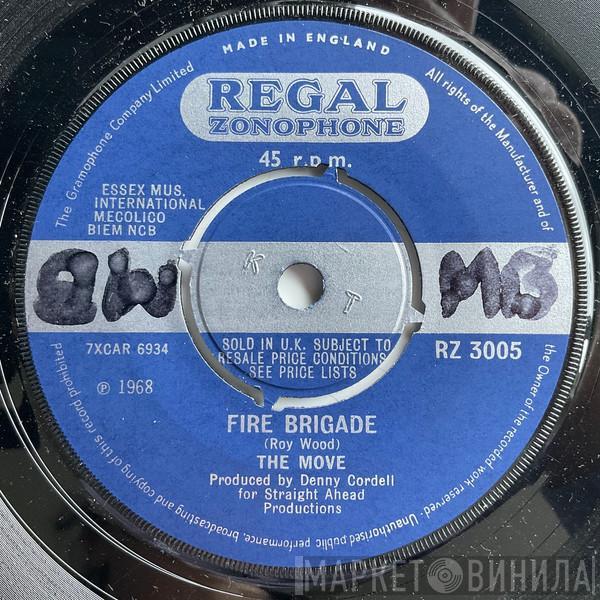 MADE IN ENGLAND
The Gramophone Company Limited
All rights of the Manufacturer and of
the Owner of the recorded work reserved. Unauthorised public performance, broadcasting and copying of this record prohibited
REGAL
ZONOPHONE
45 r.p.m.
ESSEX MUS.
INTERNATIONAL
MECOLICO
BIEM NCB
K T
MB
7XCAR 6934
SOLD IN U.K. SUBJECT TO
RESALE PRICE CONDITIONS
SEE PRICE LISTS
RZ 3005
℗ 1968
FIRE BRIGADE
(Roy Wood)
THE MOVE
Produced by Denny Cordell
for Straight Ahead
Productions
МАРКЕТ ВИНИЛА